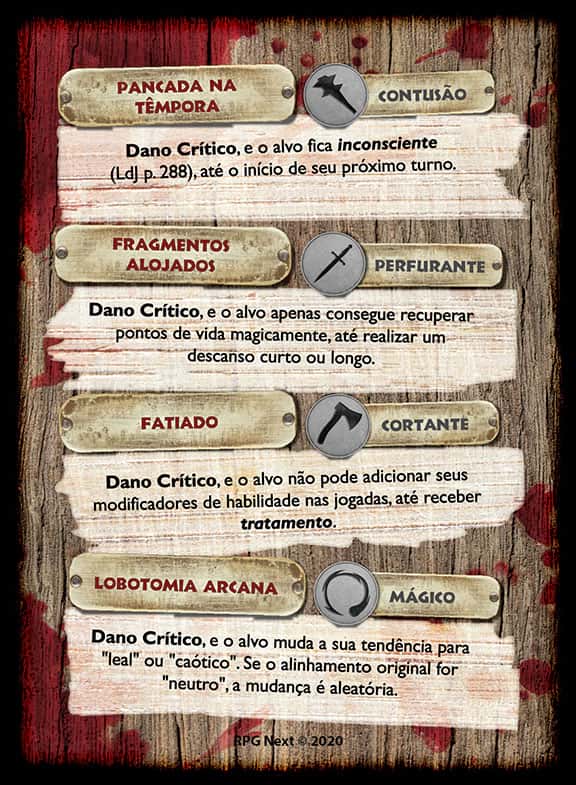 PANCADA NA
TÊMPORA
CONTUSÃO
Dano Crítico, e o alvo fica inconsciente
(LdJ p. 288), até o início de seu próximo turno.
FRAGMENTOS
ALOJADOS
PERFURANTE
Dano Crítico, e o alvo apenas consegue recuperar
pontos de vida magicamente, até realizar um
descanso curto ou longo.
FATIADO
CORTANTE
Dano Crítico, e o alvo não pode adicionar seus
modificadores de habilidade nas jogadas, até receber
tratamento.
LOBOTOMIA ARCANA
MÁGICO
Dano Crítico, e o alvo muda a sua tendência para
"leal" ou "caótico". Se o alinhamento original for
"neutro", a mudança é aleatória.
RPG Next © 2020